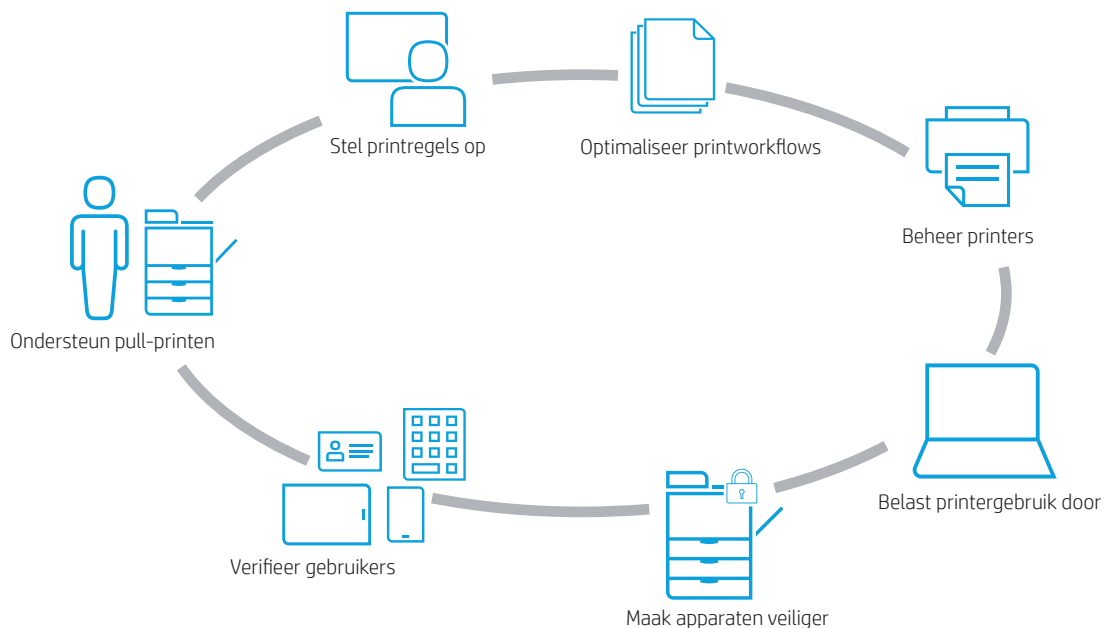 Stel printregels op
Optimaliseer printworkflows
Beheer printers
Ondersteun pull-printen
Belast printergebruik door
Verifieer gebruikers
Maak apparaten veiliger